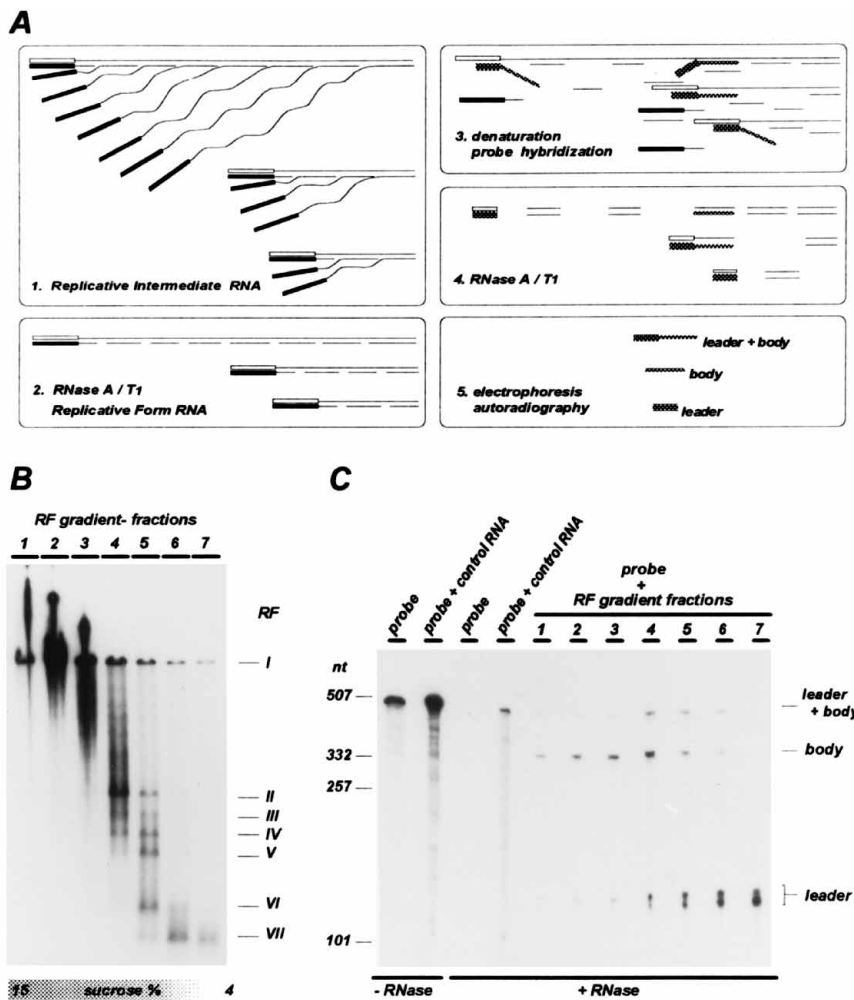 A
1. Replicative Intermediate RNA
2. RNase A / T1
Replicative Form RNA
3. denaturation
probe hybridization
4. RNase A / T1
5. electrophoresis
autoradiography
leader + body
body
leader
B
RF gradient- fractions
1 2 3 4 5 6 7
RF
I
II
III
IV
V
VI
VII
15 sucrose % 4
C
probe
probe + control RNA
probe
probe + control RNA
probe
+
RF gradient fractions
1 2 3 4 5 6 7
nt
507
332
257
101
leader
+ body
body
leader
- RNase
+ RNase